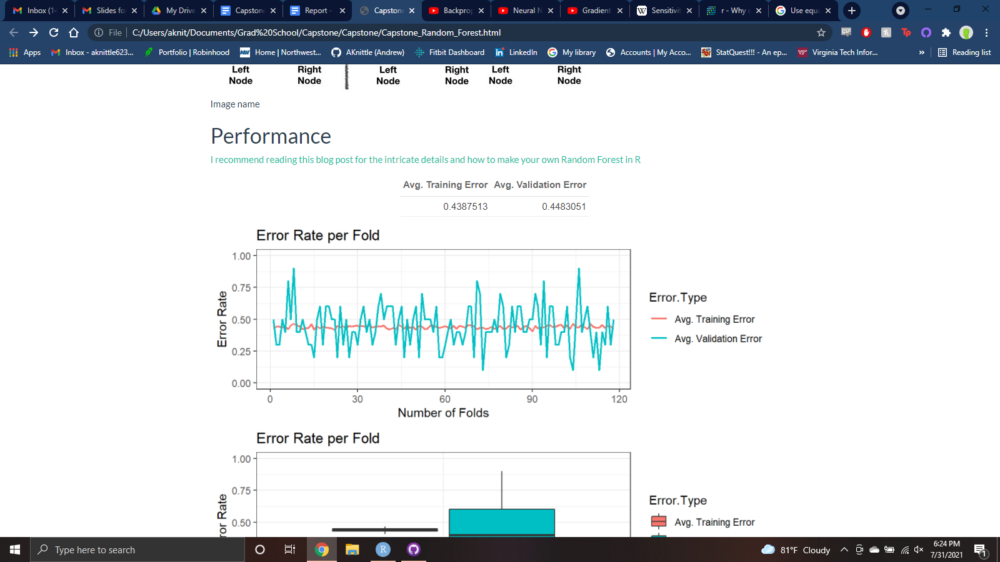 Inbox (14
Slides fo
My Drive
Capstone
Report -
Capstone
Backprop
Neural N
Gradient
Sensitivit
r - Why
Use equa
File
C:/Users/aknit/Documents/Grad%20School/Capstone/Capstone/Capstone_Random_Forest.html
Apps
Inbox - aknittle623...
Portfolio | Robinhood
Home | Northwest...
AKnittle (Andrew)
Fitbit Dashboard
LinkedIn
My library
Accounts | My Acco...
StatQuest!!! - An ep...
Virginia Tech Infor...
»
Reading list
Left Right Left Right Left Right
Node Node Node Node Node Node
Image name
Performance
I recommend reading this blog post for the intricate details and how to make your own Random Forest in R
Avg. Training Error Avg. Validation Error
0.4387513 0.4483051
Error Rate per Fold
1.00
0.75
0.50
0.25
0.00
Error Rate
0 30 60 90 120
Number of Folds
Error.Type
Avg. Training Error
Avg. Validation Error
Error Rate per Fold
1.00
0.75
0.50
ror Rate
Error.Type
Avg. Training Error
Type here to search
81°F Cloudy
6:24 PM
7/31/2021
1